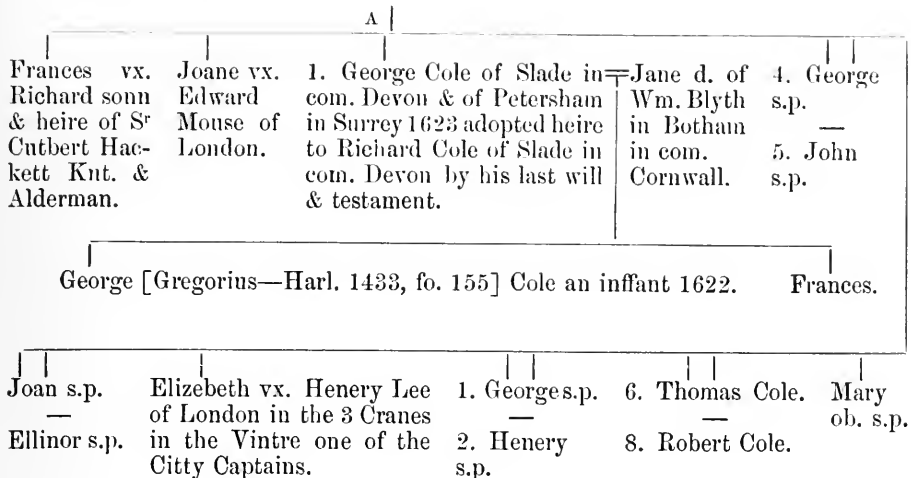 A
Frances vx.
Richard sonn
& heire of Sr
Cutbert Hac-
kett Knt. &
Alderman.
Joane vx.
Edward
Mouse of
London.
1. George Cole of Slade in
com. Devon & of Petersham
in Surrey 1623 adopted heire
to Richard Cole of Slade in
com. Devon by his last will
& testament.
Jane d. of
Wm. Blyth
in Botham
in com.
Cornwall.
4. George
s.p.
—
5. John
s.p.
George [Gregorius—Harl. 1433, fo. 155] Cole an inffant 1622.
Frances.
Joan s.p.
—
Ellinor s.p.
Elizebeth vx. Henery Lee
of London in the 3 Cranes
in the Vintre one of the
Citty Captains.
1. George s.p.
—
2. Henery
s.p.
6. Thomas Cole.
—
8. Robert Cole.
Mary
ob. s.p.